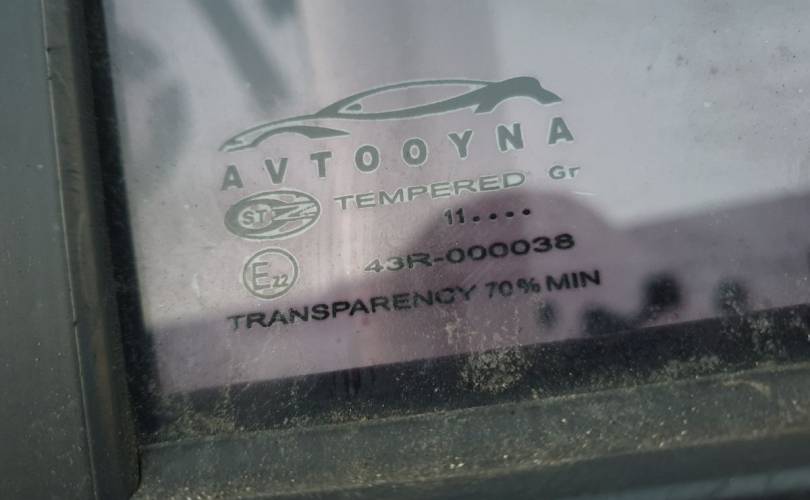 AVTOOYNA
ST
TEMPERED Gr
11....
E22 43R-000038
TRANSPARENCY 70% MIN